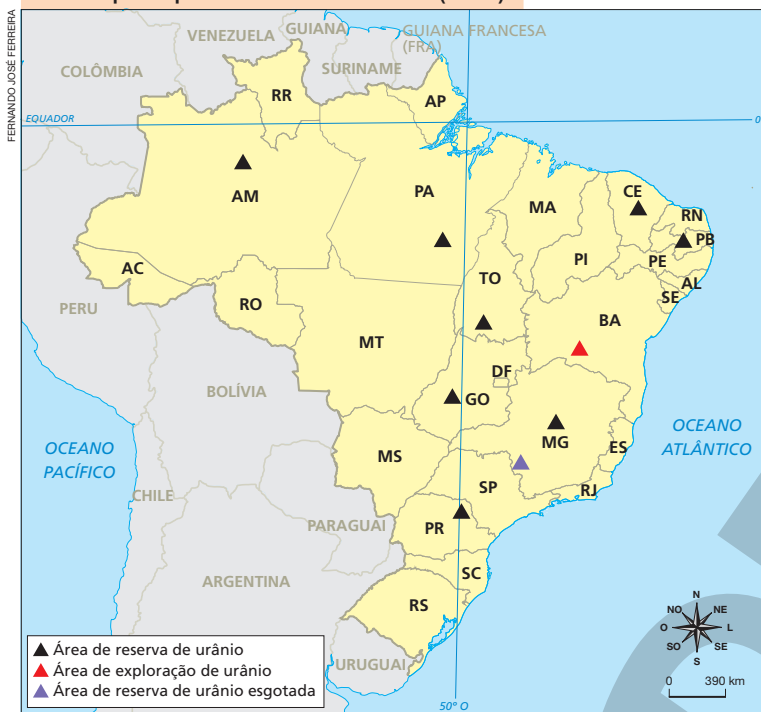 FERNANDO JOSÉ FERREIRA
VENEZUELA
GUIANA
GUIANA FRANCESA
(FRA)
SURINAME
COLÔMBIA
RR
AP
EQUADOR
0
AM
PA
MA
CE
RN
PB
PE
PI
AL
SE
AC
TO
RO
BA
PERU
MT
DF
BOLÍVIA
GO
MG
ES
OCEANO
PACÍFICO
OCEANO
ATLÂNTICO
MS
SP
RJ
CHILE
PARAGUAI
PR
SC
ARGENTINA
RS
URUGUAI
N
NO
NE
O
L
SO
SE
S
0 390 km
Área de reserva de urânio
Área de exploração de urânio
Área de reserva de urânio esgotada
50° O